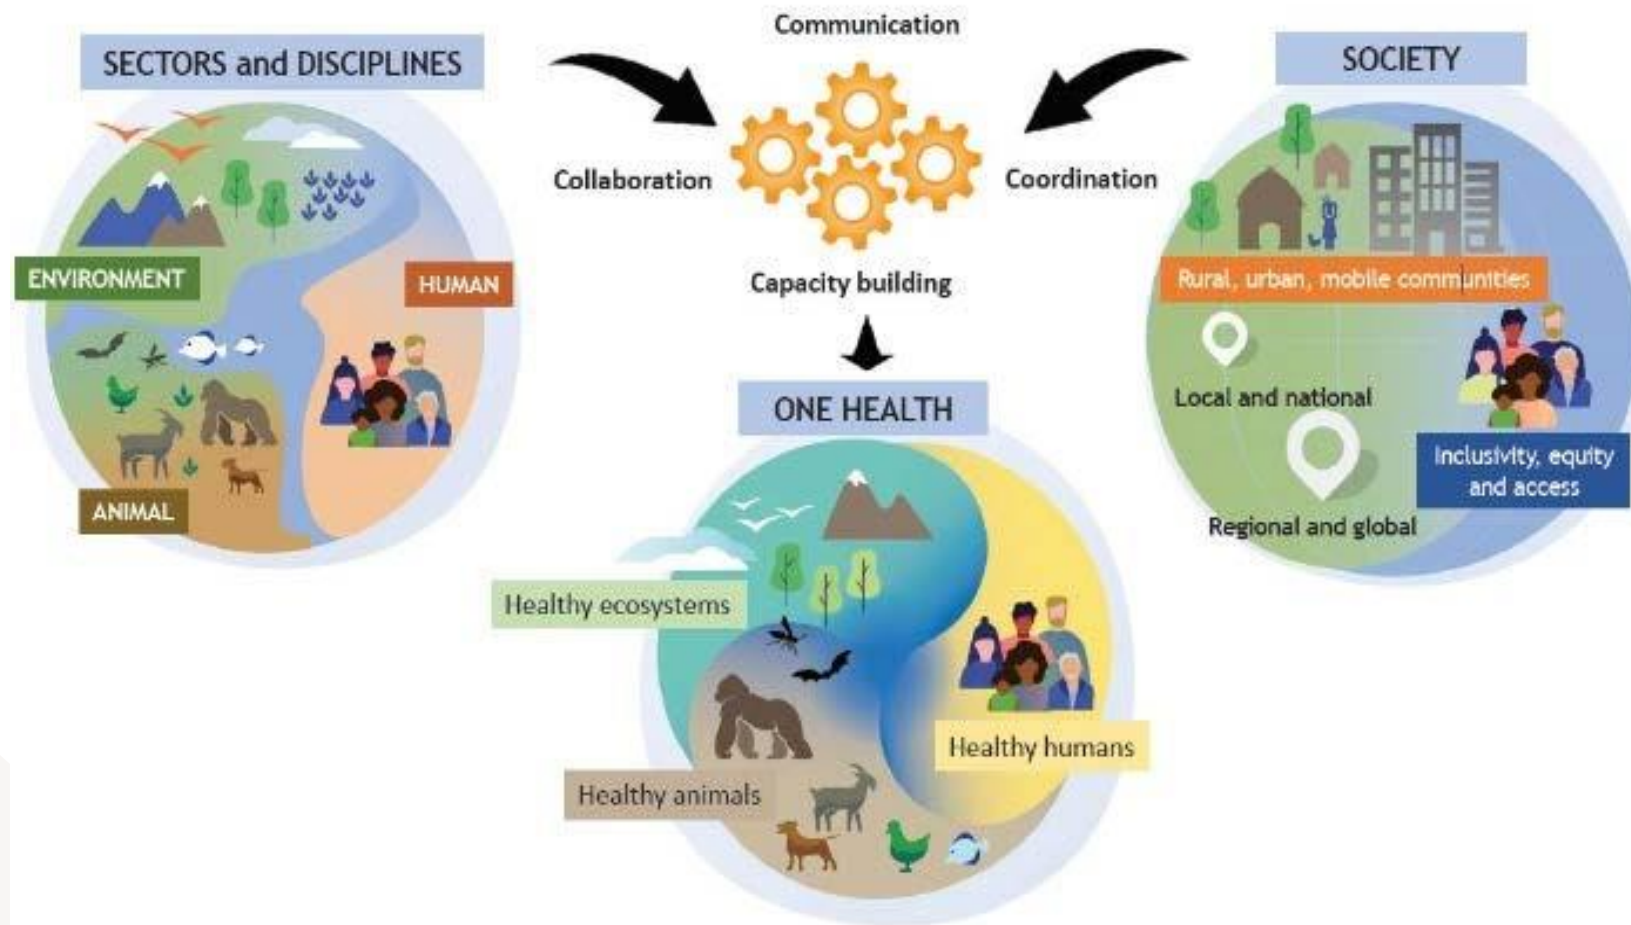 Communication
SECTORS and DISCIPLINES
SOCIETY
Collaboration
Coordination
ENVIRONMENT
HUMAN
Capacity building
Rural, urban, mobile communities
Local and national
ONE HEALTH
Inclusivity, equity
and access
ANIMAL
Regional and global
Healthy ecosystems
Healthy humans
Healthy animals